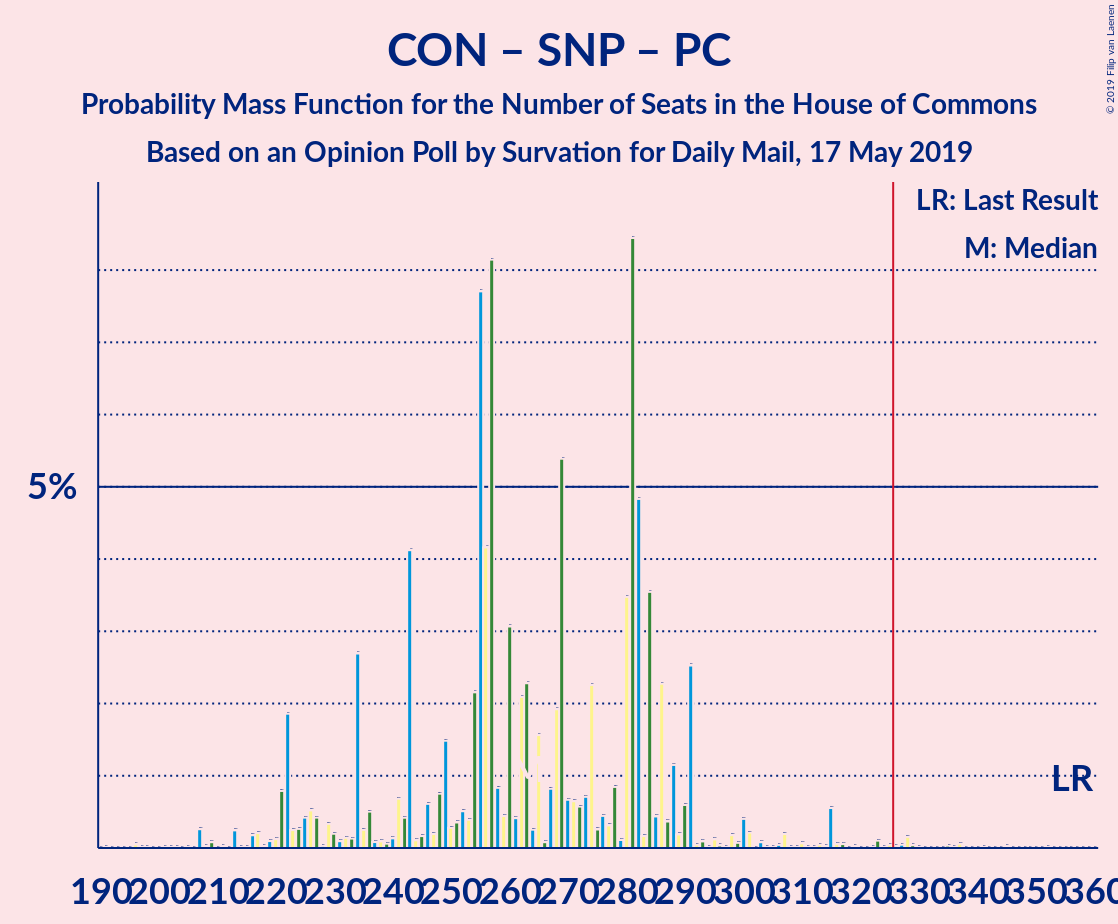 CON – SNP – PC
Probability Mass Function for the Number of Seats in the House of Commons
Based on an Opinion Poll by Survation for Daily Mail, 17 May 2019
© 2019 Filip van Laenen
LR: Last Result
M: Median
5%
M
LR
190 200 210 220 230 240 250 260 270 280 290 300 310 320 330 340 350 360